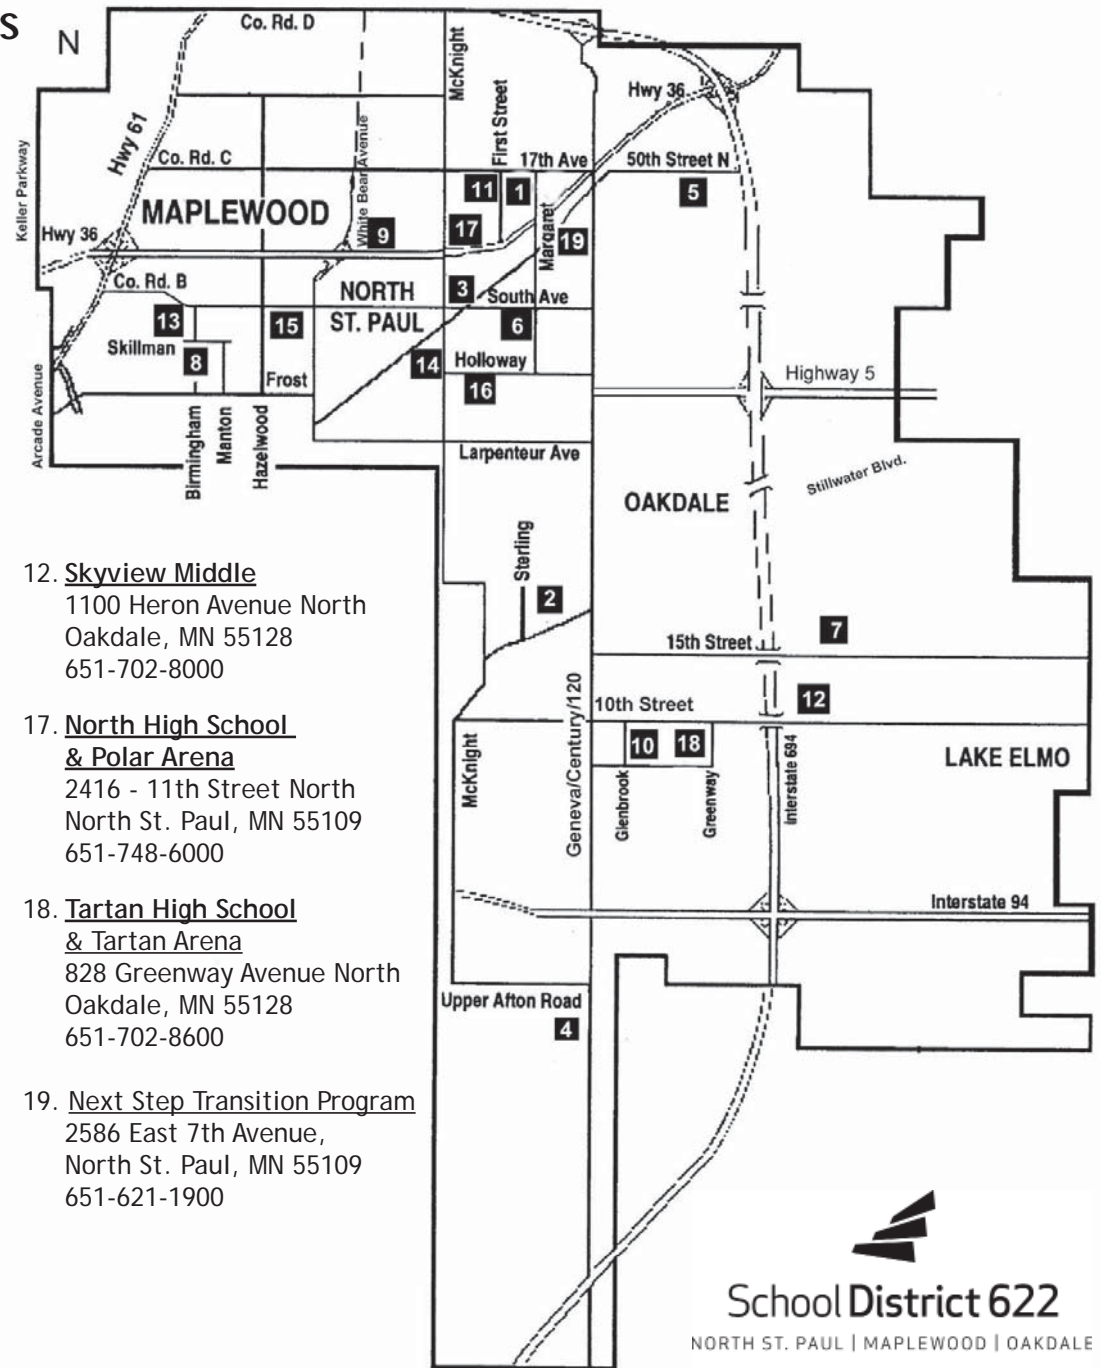 S
N
Co. Rd. D
McKnight
Hwy 36
Hwy 61
First Street
White Bear Avenue
Keller Parkway
Co. Rd. C
17th Ave
50th Street N
11
1
5
MAPLEWOOD
Margaret
Hwy 36
9
17
19
Co. Rd. B
NORTH
ST. PAUL
3
South Ave
13
15
6
Skillman
8
14
Holloway
Highway 5
Frost
16
Arcade Avenue
Birmingham
Manton
Hazelwood
Larpenteur Ave
Stillwater Blvd.
OAKDALE
Sterling
2
7
15th Street
12
10th Street
Geneva/Century/120
McKnight
10
18
LAKE ELMO
Glenbrook
Greenway
Interstate 694
Interstate 94
Upper Afton Road
4
12. Skyview Middle
1100 Heron Avenue North
Oakdale, MN 55128
651-702-8000
17. North High School
& Polar Arena
2416 - 11th Street North
North St. Paul, MN 55109
651-748-6000
18. Tartan High School
& Tartan Arena
828 Greenway Avenue North
Oakdale, MN 55128
651-702-8600
19. Next Step Transition Program
2586 East 7th Avenue,
North St. Paul, MN 55109
651-621-1900
School District 622
NORTH ST. PAUL | MAPLEWOOD | OAKDALE